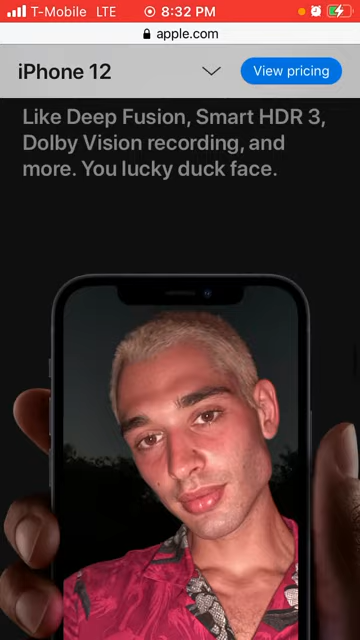 T-Mobile LTE 8:32 PM
apple.com
iPhone 12 View pricing
Like Deep Fusion, Smart HDR 3,
Dolby Vision recording, and
more. You lucky duck face.